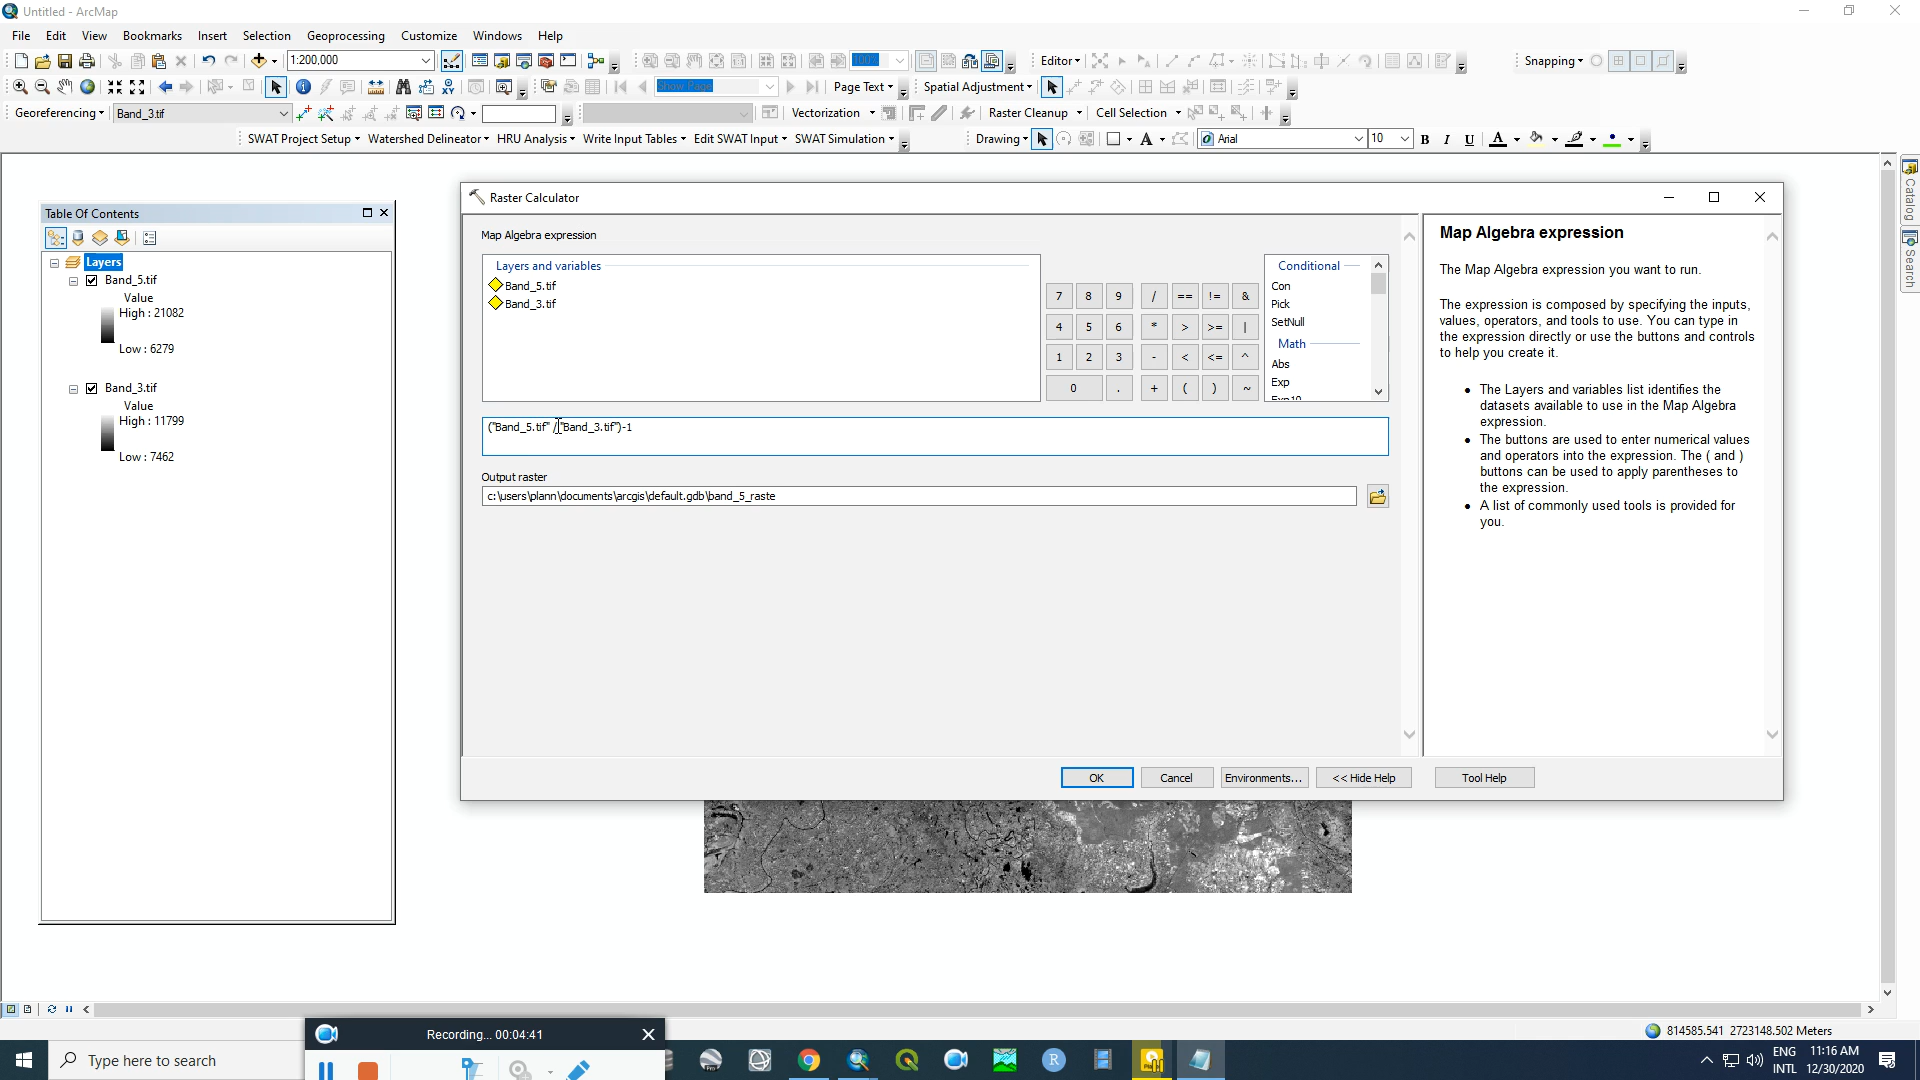 Untitled - ArcMap
File Edit View Bookmarks Insert Selection Geoprocessing Customize Windows Help
1:200,000 100% Editor Snapping
Show Page Page Text Spatial Adjustment
Georeferencing Band_3.tif Vectorization Raster Cleanup Cell Selection
SWAT Project Setup Watershed Delineator HRU Analysis Write Input Tables Edit SWAT Input SWAT Simulation Drawing Arial 10 B I U A
Table Of Contents
Layers
Band_5.tif
Value
High : 21082
Low : 6279
Band_3.tif
Value
High : 11799
Low : 7462
Raster Calculator
Map Algebra expression
Layers and variables
Band_5.tif
Band_3.tif
7 8 9 / == != &
4 5 6 * > >= |
1 2 3 - < <= ^
0 . + ( ) ~
Conditional
Con
Pick
SetNull
Math
Abs
Exp
Exp10
("Band_5.tif" /"Band_3.tif")-1
Output raster
c:\users\plann\documents\arcgis\default.gdb\band_5_raste
OK Cancel Environments... << Hide Help Tool Help
Map Algebra expression
The Map Algebra expression you want to run.
The expression is composed by specifying the inputs,
values, operators, and tools to use. You can type in
the expression directly or use the buttons and controls
to help you create it.
• The Layers and variables list identifies the
datasets available to use in the Map Algebra
expression.
• The buttons are used to enter numerical values
and operators into the expression. The ( and )
buttons can be used to apply parentheses to
the expression.
• A list of commonly used tools is provided for
you.
Catalog
Search
814585.541 2723148.502 Meters
Recording... 00:04:41
Type here to search
Pro
R
ENG
INTL
11:16 AM
12/30/2020